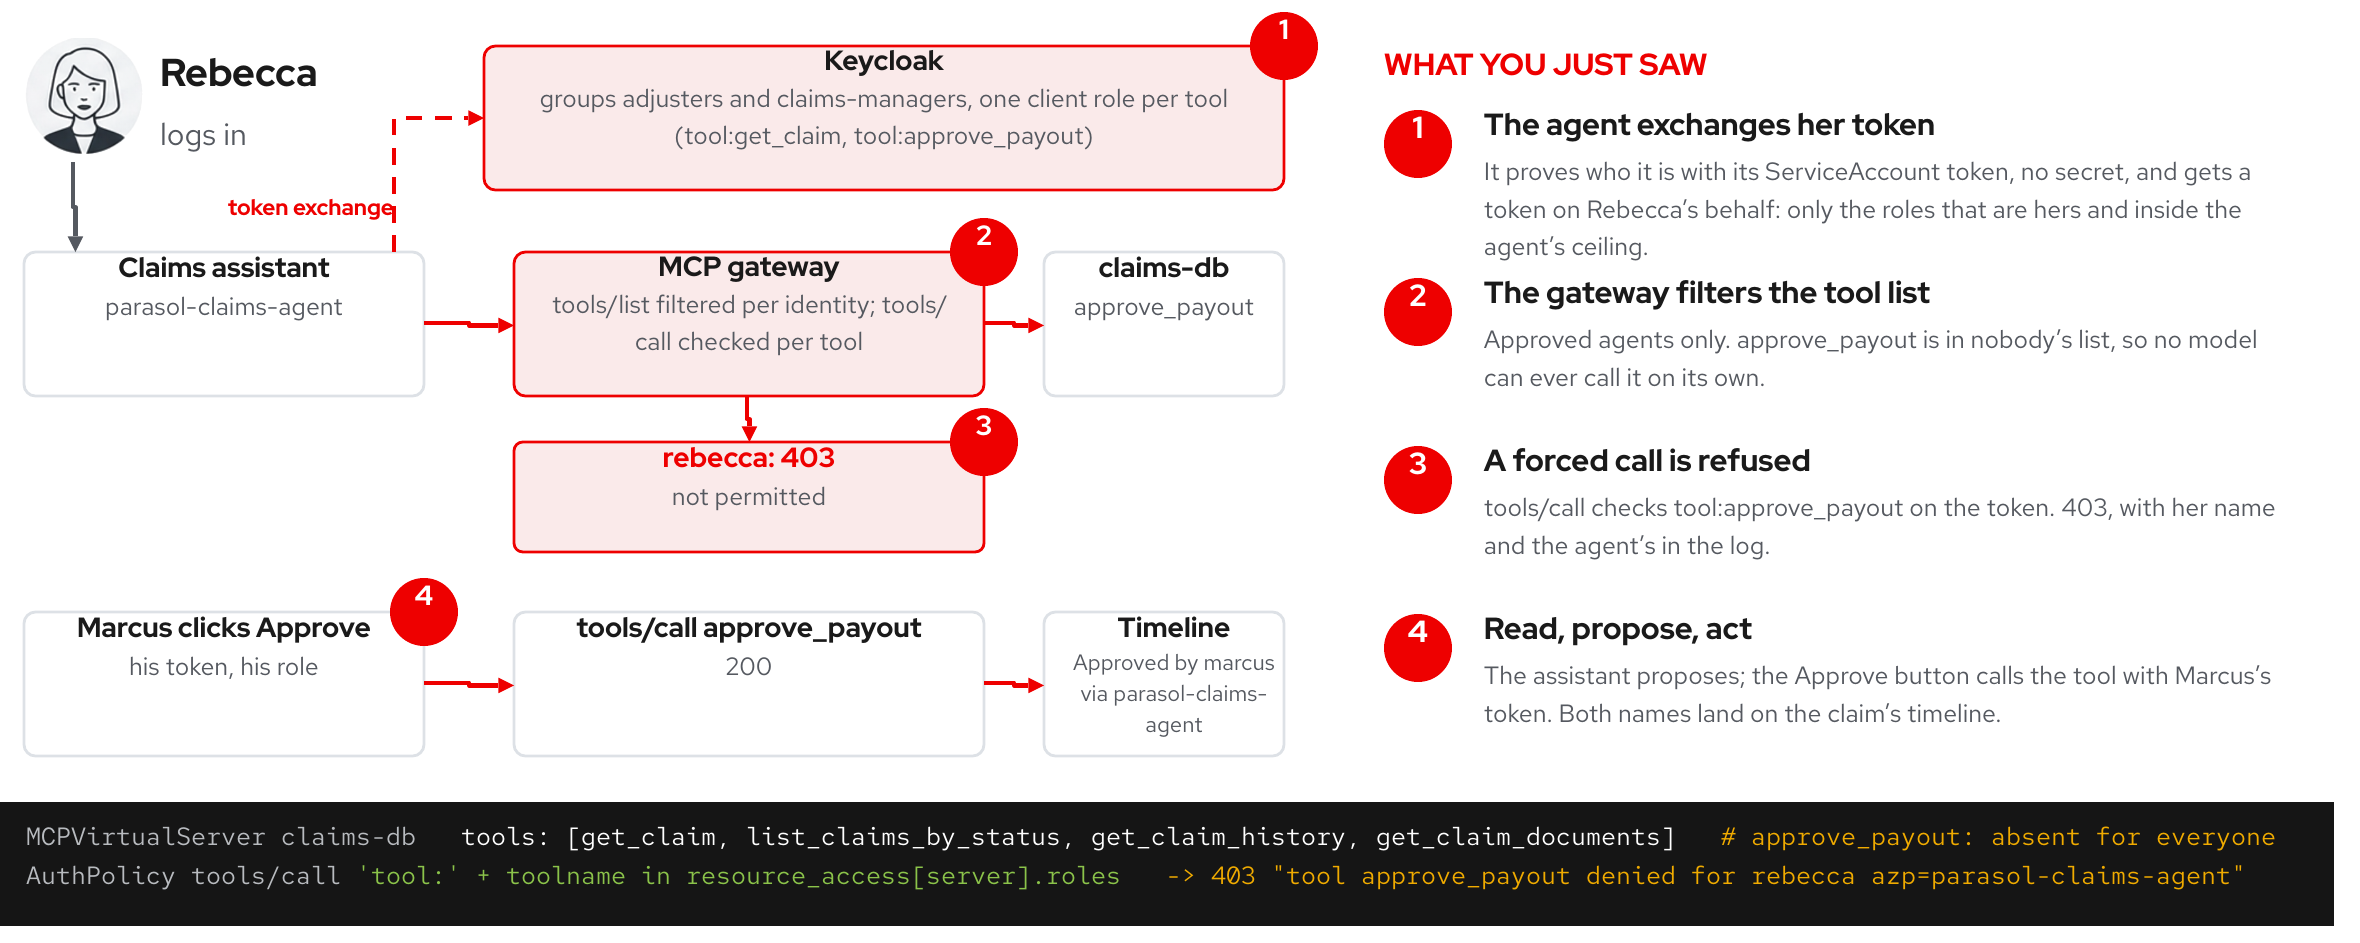 Rebecca
logs in
token exchange
1
Keycloak
groups adjusters and claims-managers, one client role per tool
(tool:get_claim, tool:approve_payout)
Claims assistant
parasol-claims-agent
2
MCP gateway
tools/list filtered per identity; tools/
call checked per tool
claims-db
approve_payout
3
rebecca: 403
not permitted
4
Marcus clicks Approve
his token, his role
tools/call approve_payout
200
Timeline
Approved by marcus
via parasol-claims-
agent
WHAT YOU JUST SAW
1
The agent exchanges her token
It proves who it is with its ServiceAccount token, no secret, and gets a
token on Rebecca’s behalf: only the roles that are hers and inside the
agent’s ceiling.
2
The gateway filters the tool list
Approved agents only. approve_payout is in nobody’s list, so no model
can ever call it on its own.
3
A forced call is refused
tools/call checks tool:approve_payout on the token. 403, with her name
and the agent’s in the log.
4
Read, propose, act
The assistant proposes; the Approve button calls the tool with Marcus’s
token. Both names land on the claim’s timeline.
MCPVirtualServer claims-db tools: [get_claim, list_claims_by_status, get_claim_history, get_claim_documents] # approve_payout: absent for everyone
AuthPolicy tools/call 'tool:' + toolname in resource_access[server].roles -> 403 "tool approve_payout denied for rebecca azp=parasol-claims-agent"